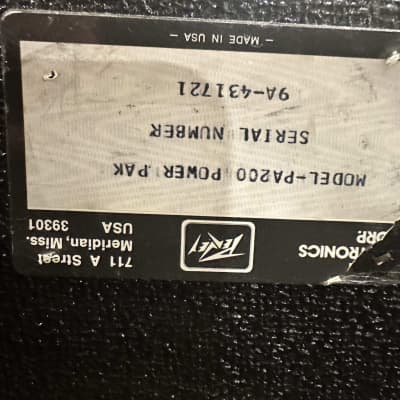 TRONICS
ORP.
PEAVEY
711 A Street
Meridian, Miss.
USA 39301
MODEL-PA200 POWER PAK
SERIAL NUMBER
9A-431721
— MADE IN USA —